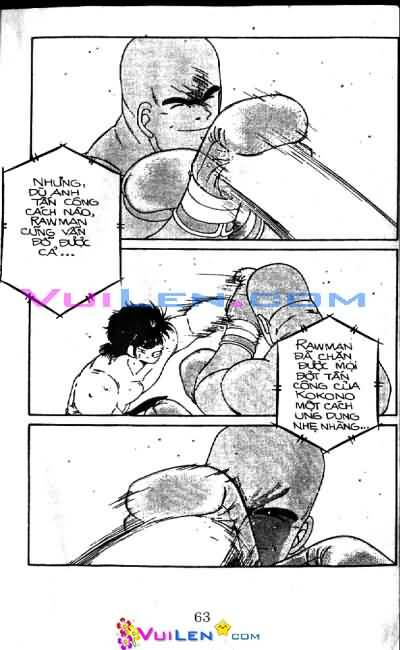 NHƯNG,
DÙ ANH
TẤN CÔNG
CÁCH NÀO,
RAWMAN
CŨNG VẪN
ĐỠ ĐƯỢC
CẢ...
VUILEN.COM
RAWMAN
ĐÃ CHẶN
ĐƯỢC MỌI
ĐỢT TẤN
CÔNG CỦA
KOKONO
MỘT CÁCH
UNG DUNG
NHẸ NHÀNG...
63
VUILEN.COM